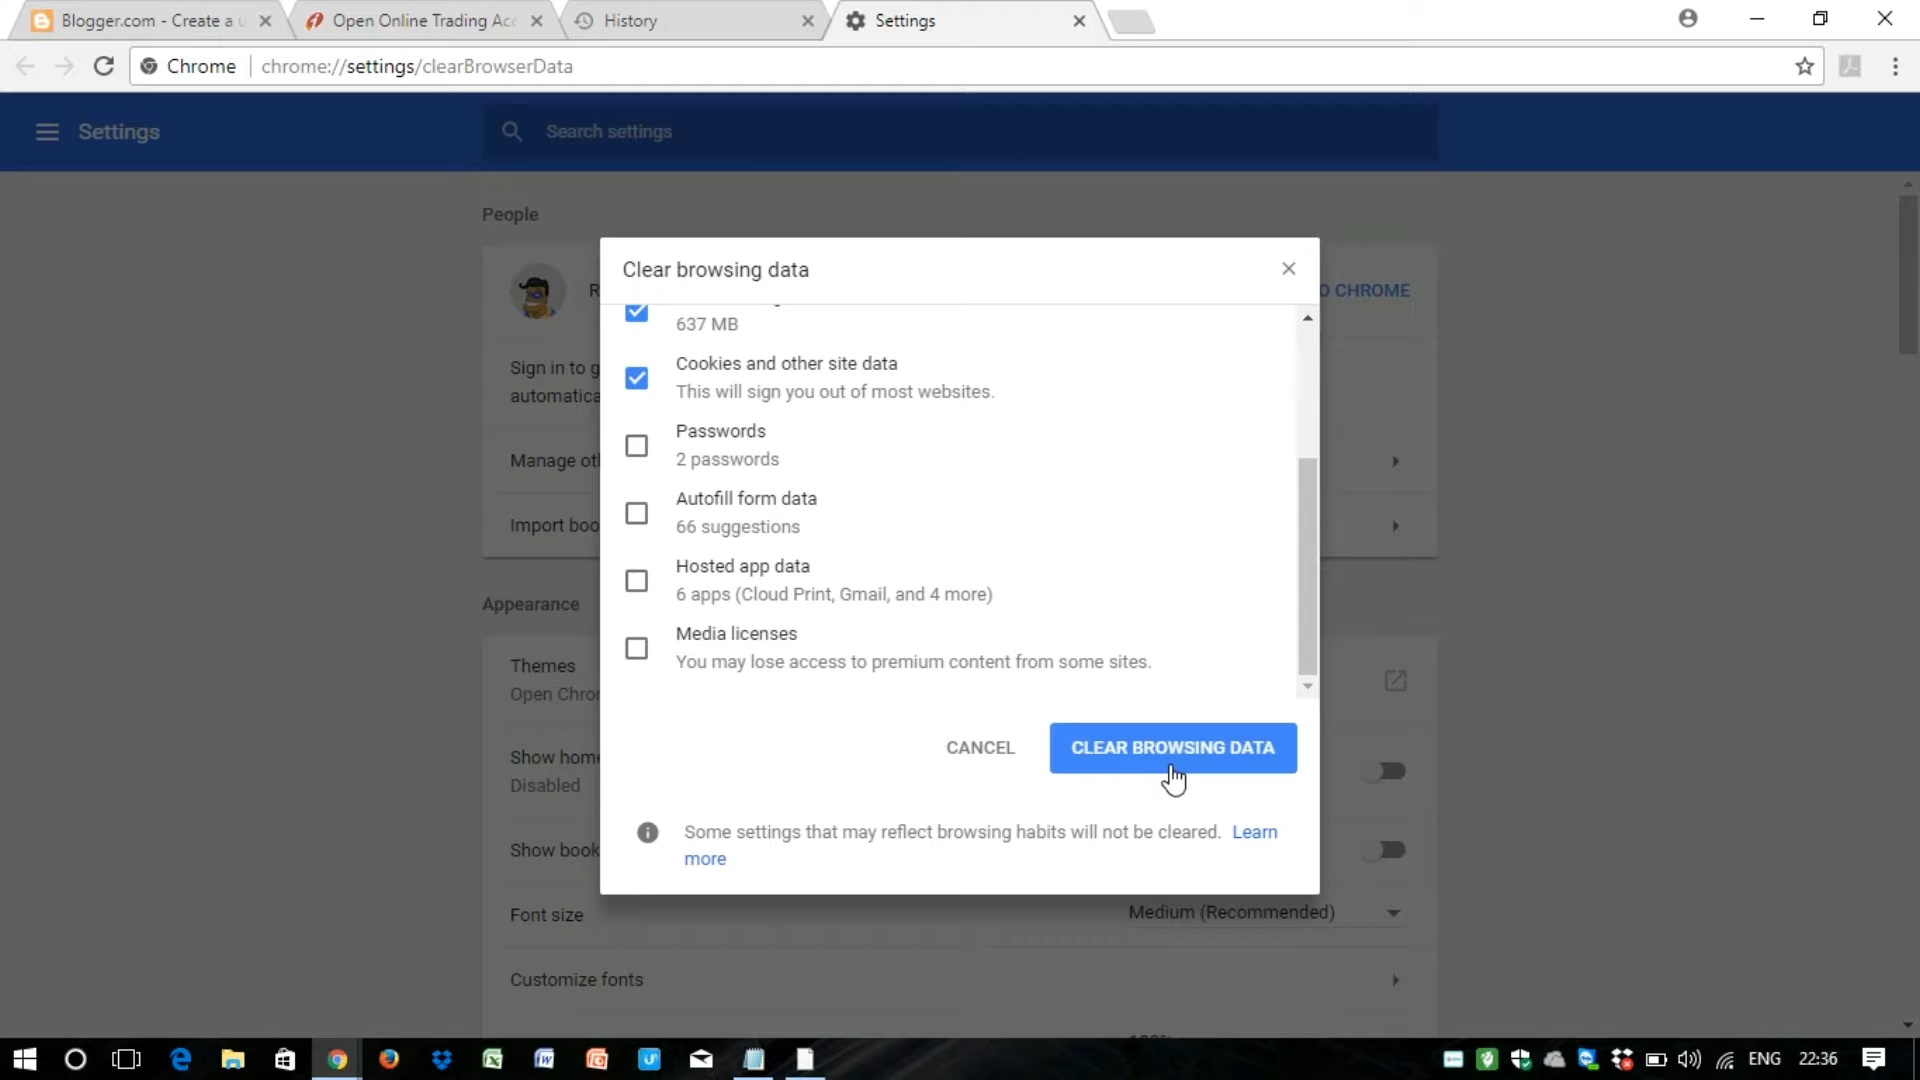 Blogger.com - Create a u
Open Online Trading Acc
History
Settings
Chrome
chrome://settings/clearBrowserData
Settings
Search settings
People
R
O CHROME
Sign in to g
automatica
Manage oth
Import boo
Appearance
Themes
Open Chro
Show home
Disabled
Show book
Font size
Medium (Recommended)
Customize fonts
Clear browsing data
637 MB
Cookies and other site data
This will sign you out of most websites.
Passwords
2 passwords
Autofill form data
66 suggestions
Hosted app data
6 apps (Cloud Print, Gmail, and 4 more)
Media licenses
You may lose access to premium content from some sites.
CANCEL
CLEAR BROWSING DATA
Some settings that may reflect browsing habits will not be cleared. Learn
more
ENG
22:36